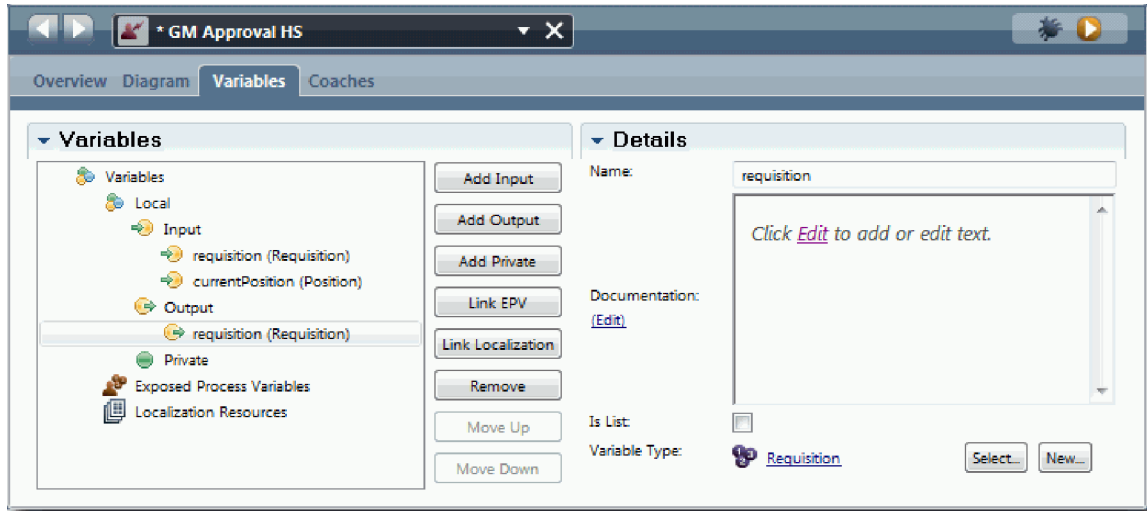 * GM Approval HS
Overview Diagram Variables Coaches
Variables
Variables
Local
Input
requisition (Requisition)
currentPosition (Position)
Output
requisition (Requisition)
Private
Exposed Process Variables
Localization Resources
Add Input
Add Output
Add Private
Link EPV
Link Localization
Remove
Move Up
Move Down
Details
Name: requisition
Documentation:
(Edit)
Click Edit to add or edit text.
Is List:
Variable Type: Requisition Select... New...